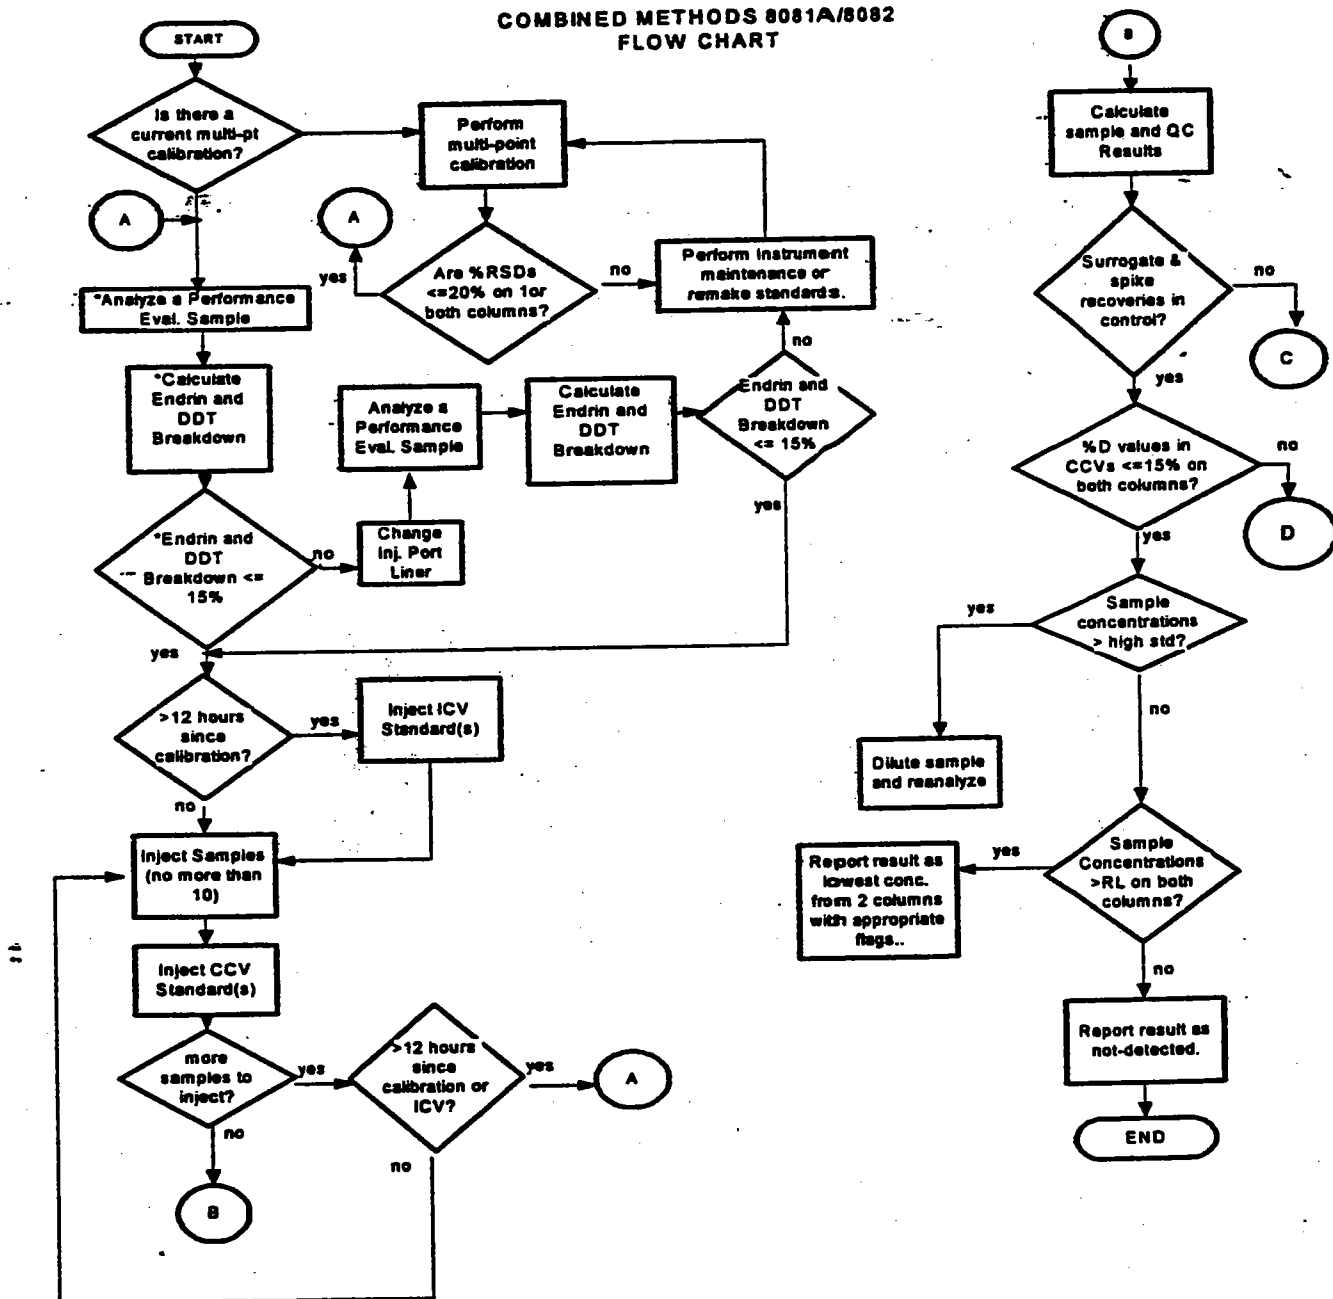 COMBINED METHODS 8081A/8082
FLOW CHART
START
Is there a
current multi-pt
calibration?
A
*Analyze a Performance
Eval. Sample
*Calculate
Endrin and
DDT
Breakdown
*Endrin and
DDT
Breakdown <=
15%
no
yes
Perform
multi-point
calibration
A
yes
Are %RSDs
<=20% on 1or
both columns?
no
Perform Instrument
maintenance or
remake standards.
no
Change
Inj. Port
Liner
Analyze a
Performance
Eval. Sample
Calculate
Endrin and
DDT
Breakdown
Endrin and
DDT
Breakdown
<= 15%
yes
>12 hours
since
calibration?
yes
no
Inject ICV
Standard(s)
Inject Samples
(no more than
10)
Inject CCV
Standard(s)
more
samples to
inject?
yes
no
B
>12 hours
since
calibration or
ICV?
yes
no
A
Calculate
sample and QC
Results
Surrogate &
spike
recoveries in
control?
no
C
yes
%D values in
CCVs <=15% on
both columns?
no
D
yes
Sample
concentrations
> high std?
yes
no
Dilute sample
and reanalyze
Sample
Concentrations
>RL on both
columns?
yes
no
Report result as
lowest conc.
from 2 columns
with appropriate
flags..
Report result as
not-detected.
END